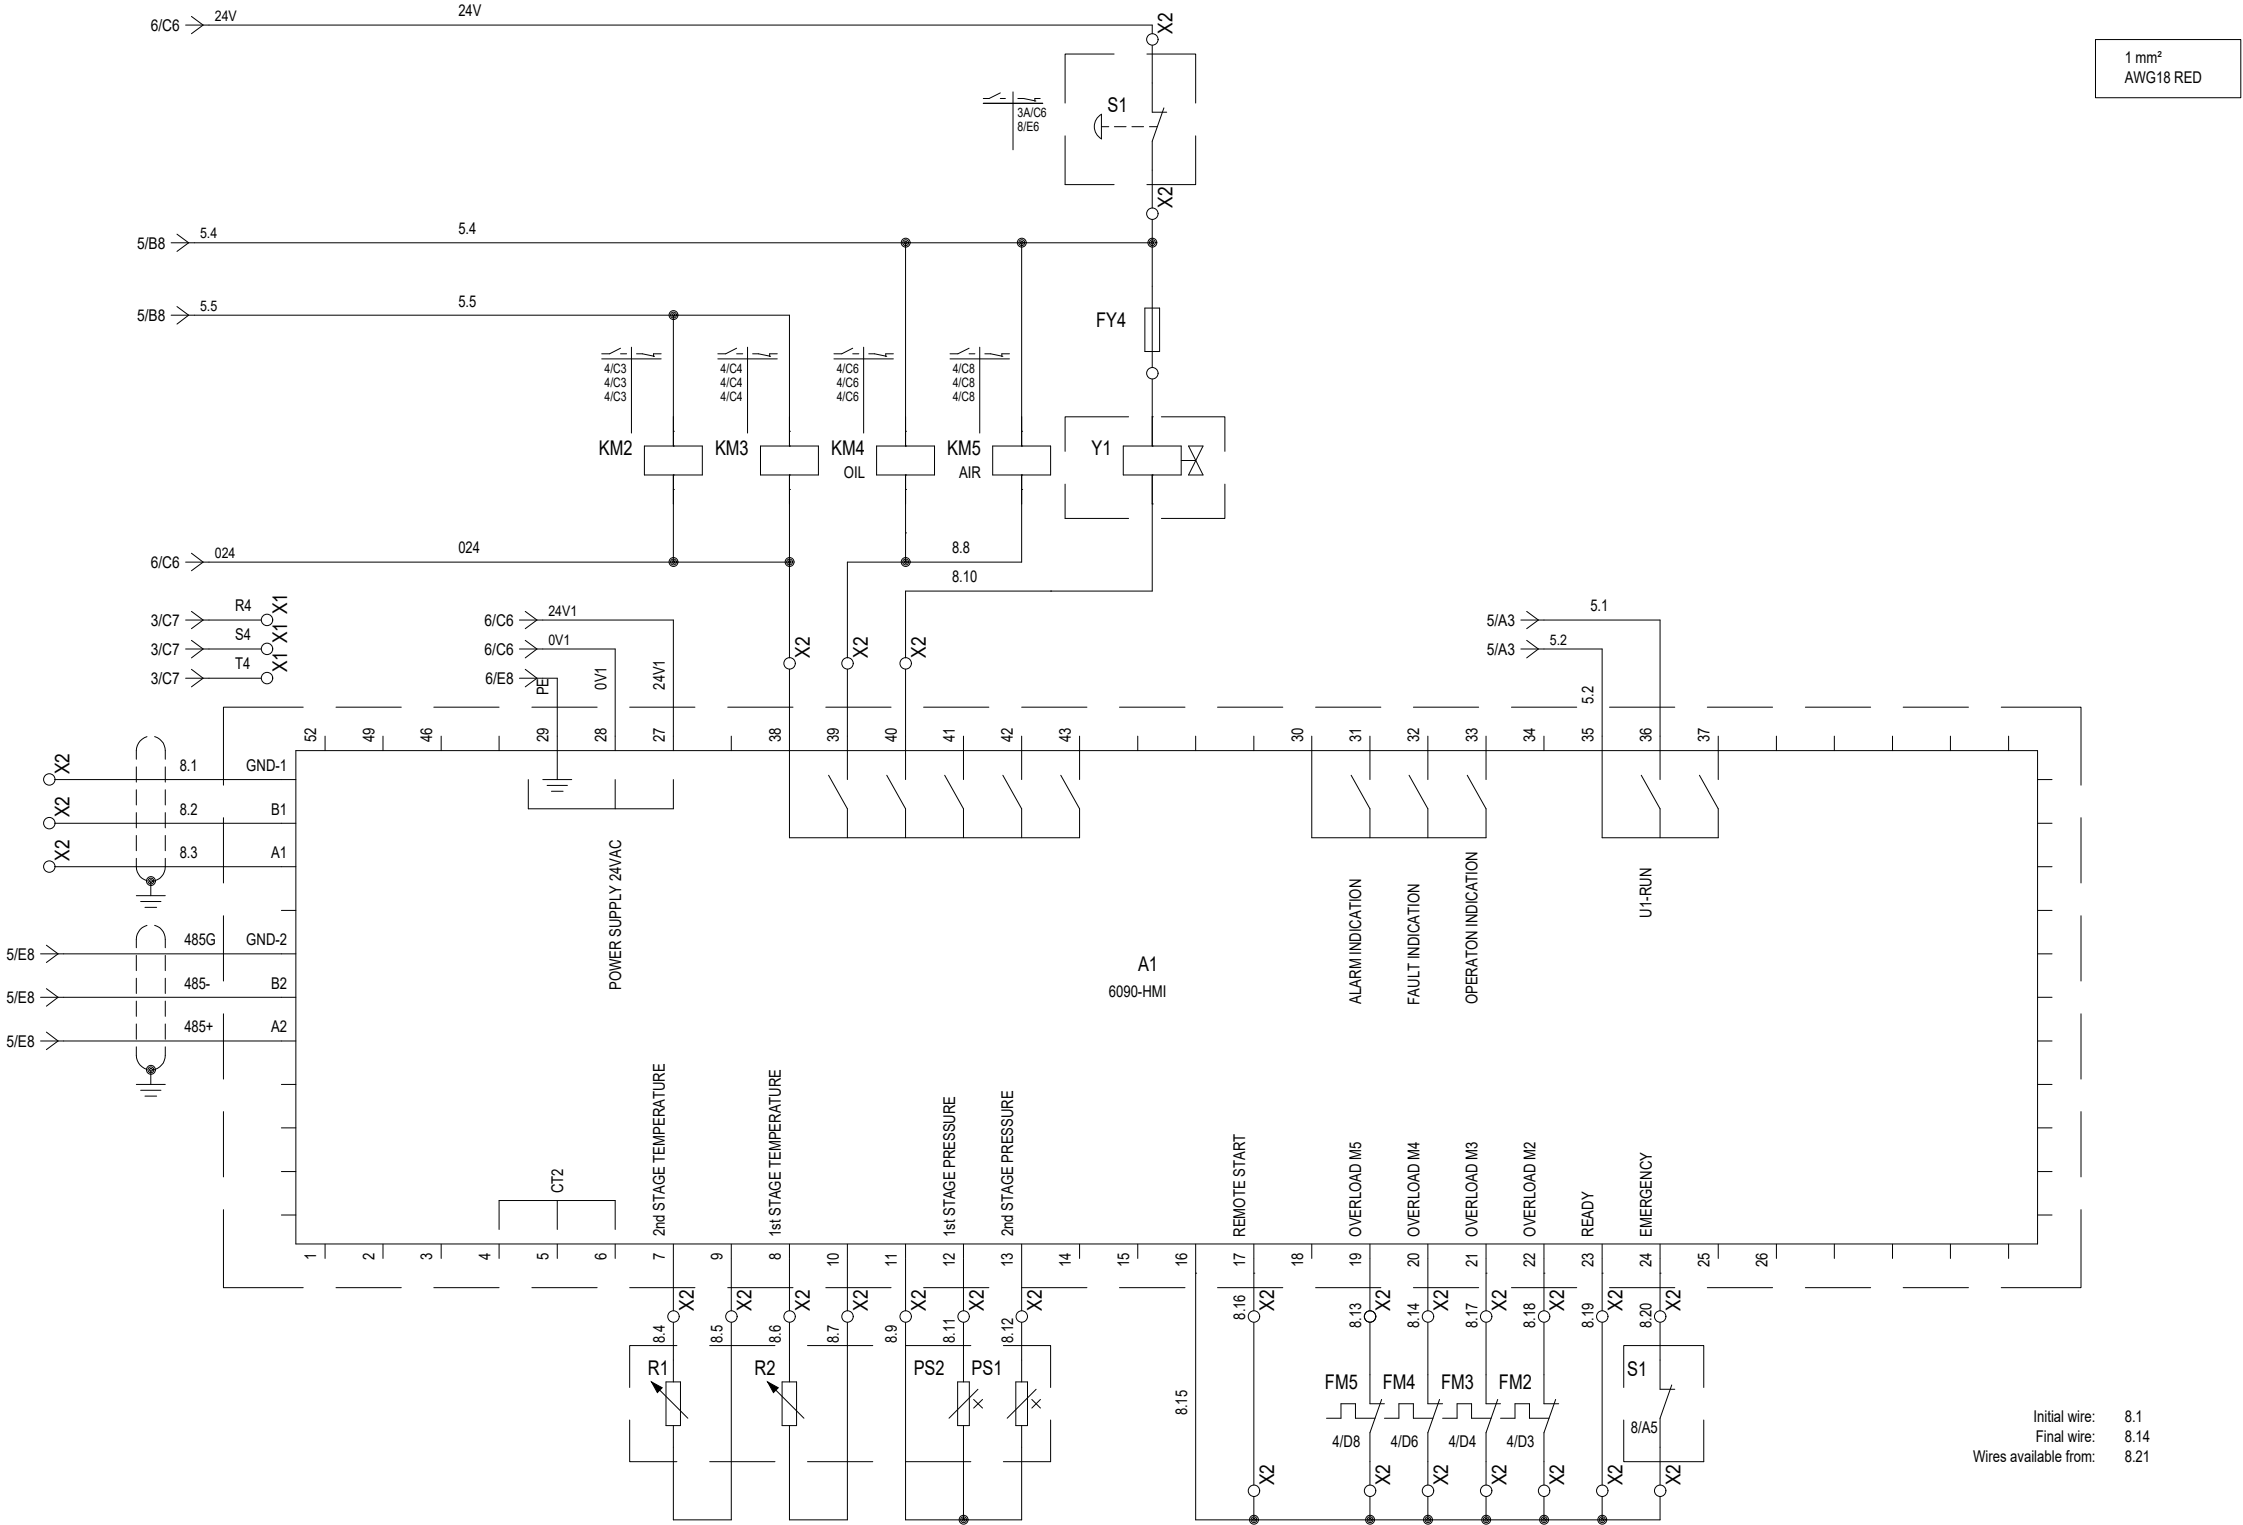 6/C6 24V 24V X2
1 mm²
AWG18 RED
S1
3A/C6
8/E6
X2
5/B8 5.4 5.4
5/B8 5.5 5.5
FY4
4/C3 4/C4 4/C6 4/C8
4/C3 4/C4 4/C6 4/C8
4/C3 4/C4 4/C6 4/C8
KM2 KM3 KM4 KM5 Y1
OIL AIR
6/C6 024 024 8.8
8.10
3/C7 R4 X1 6/C6 24V1 5/A3 5.1
3/C7 S4 X1 6/C6 0V1 X2 X2 X2 5/A3 5.2
3/C7 T4 X1 6/E8 PE 0V1 24V1 5.2
52 49 46 29 28 27 38 39 40 41 42 43 30 31 32 33 34 35 36 37
X2 8.1 GND-1
X2 8.2 B1
X2 8.3 A1
POWER SUPPLY 24VAC
ALARM INDICATION
FAULT INDICATION
OPERATON INDICATION
U1-RUN
5/E8 485G GND-2
5/E8 485- B2
5/E8 485+ A2
A1
6090-HMI
CT2
2nd STAGE TEMPERATURE
1st STAGE TEMPERATURE
1st STAGE PRESSURE
2nd STAGE PRESSURE
REMOTE START
OVERLOAD M5
OVERLOAD M4
OVERLOAD M3
OVERLOAD M2
READY
EMERGENCY
1 2 3 4 5 6 7 9 8 10 11 12 13 14 15 16 17 18 19 20 21 22 23 24 25 26
X2 X2 X2 X2 X2 X2 X2 X2 X2 X2 X2 X2 X2 X2
8.4 8.5 8.6 8.7 8.9 8.11 8.12 8.16 8.13 8.14 8.17 8.18 8.19 8.20
R1 R2 PS2 PS1 S1
FM5 FM4 FM3 FM2
8.15
4/D8 4/D6 4/D4 4/D3 8/A5
X2 X2 X2 X2 X2 X2 X2
Initial wire: 8.1
Final wire: 8.14
Wires available from: 8.21